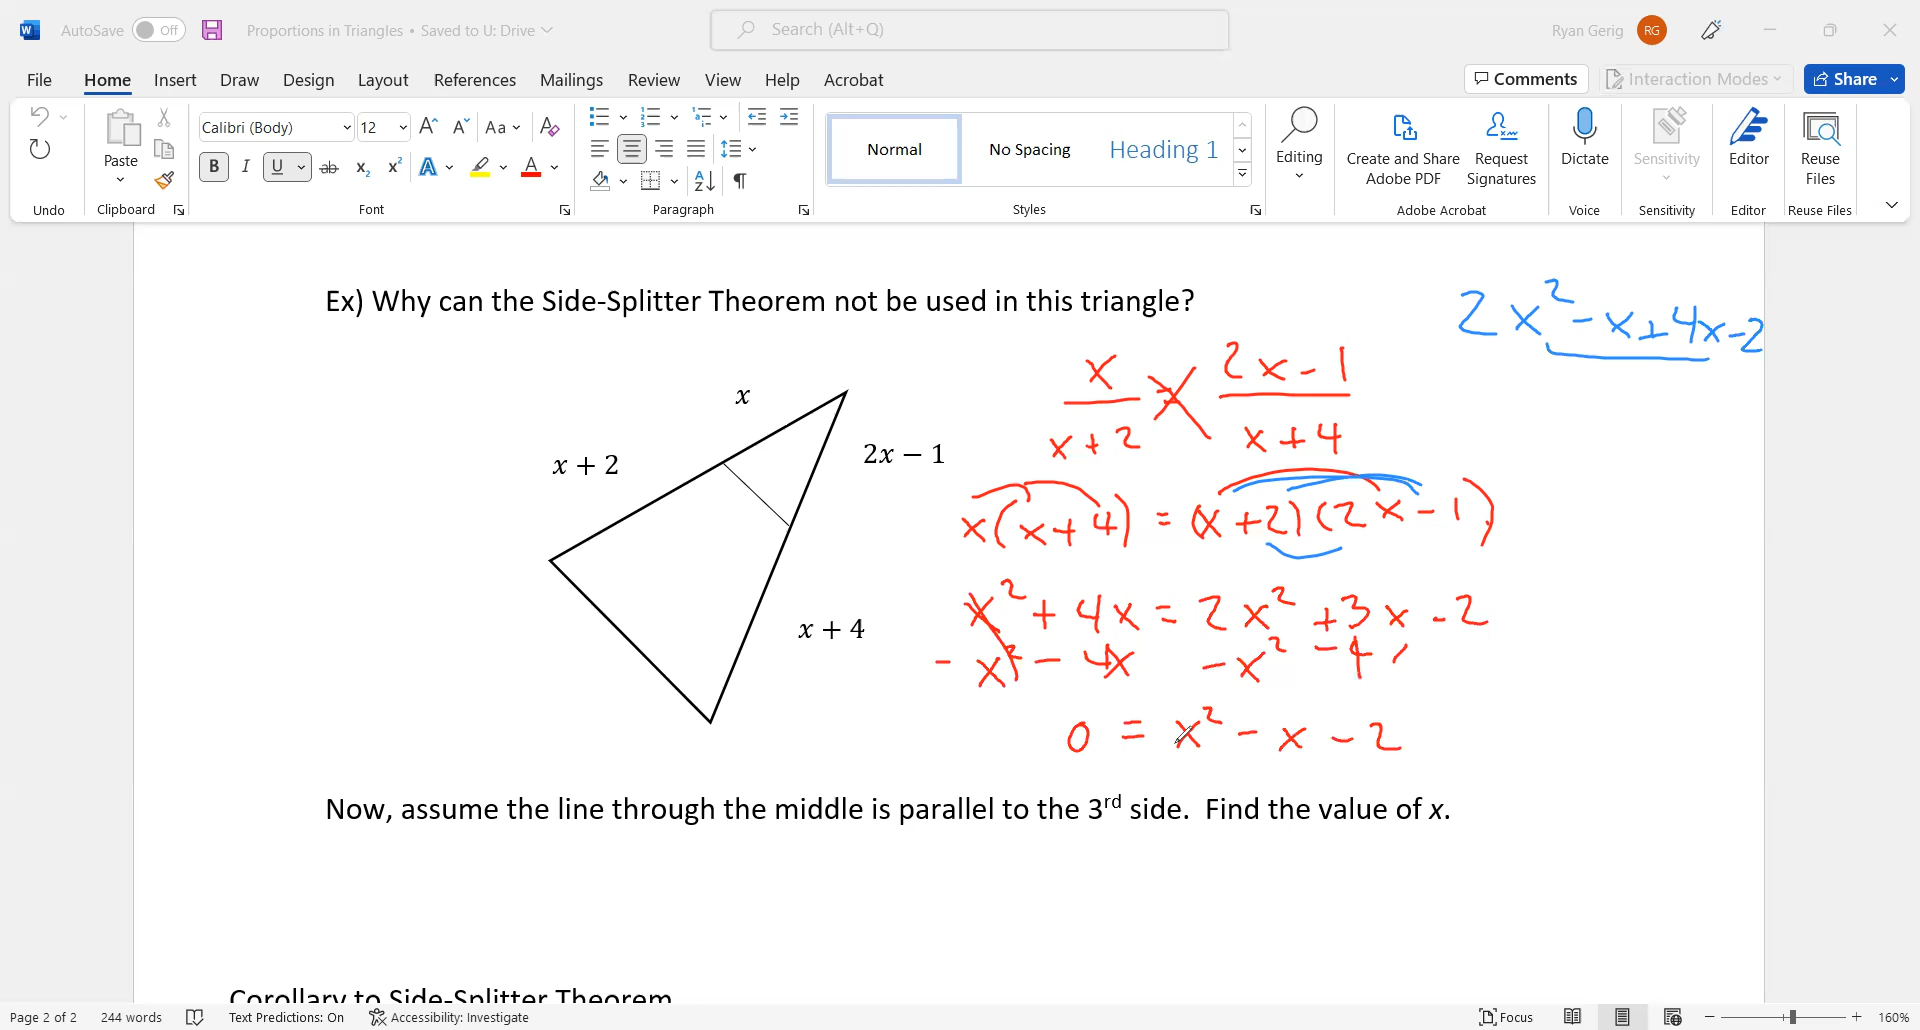 AutoSave Off Proportions in Triangles • Saved to U: Drive Search (Alt+Q) Ryan Gerig RG
File Home Insert Draw Design Layout References Mailings Review View Help Acrobat Comments Interaction Modes Share
Calibri (Body) 12 A A Aa A
Paste B I U ab x₂ x² A A
Normal No Spacing Heading 1
Editing Create and Share Adobe PDF Request Signatures Dictate Sensitivity Editor Reuse Files
Undo Clipboard Font Paragraph Styles Adobe Acrobat Voice Sensitivity Editor Reuse Files
Ex) Why can the Side-Splitter Theorem not be used in this triangle?
2x² - x + 4x - 2
x
x + 2
2x − 1
x + 4
x 2x - 1
x + 2 x + 4
x(x + 4) = (x + 2)(2x - 1)
x² + 4x = 2x² + 3x - 2
- x² - 4x - x² - 4x
0 = x² - x - 2
Now, assume the line through the middle is parallel to the 3rd side. Find the value of x.
Corollary to Side-Splitter Theorem
Page 2 of 2 244 words Text Predictions: On Accessibility: Investigate Focus 160%